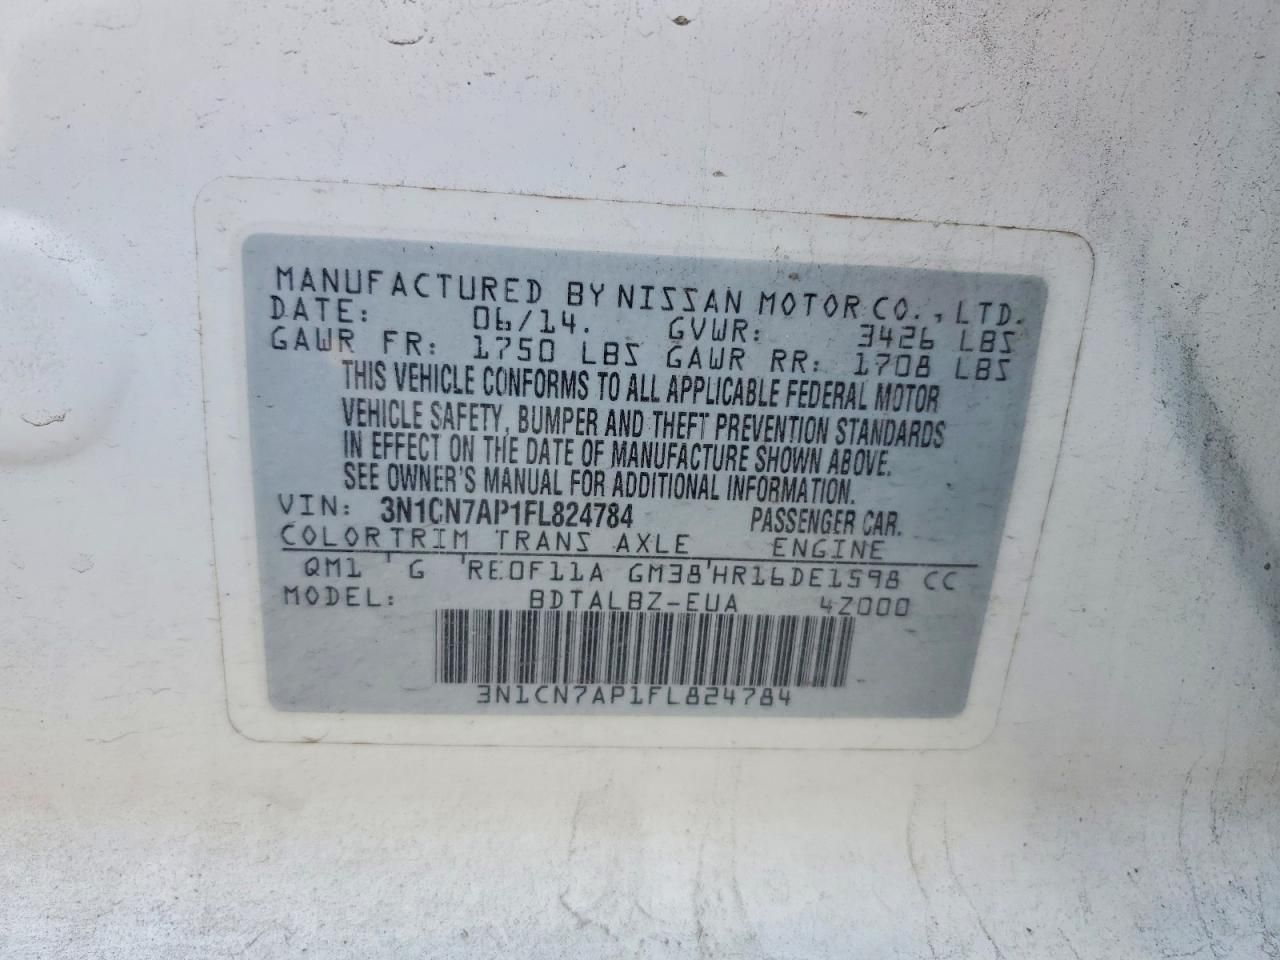 MANUFACTURED BY NISSAN MOTOR CO., LTD.
DATE: 06/14. GVWR: 3426 LBS
GAWR FR: 1750 LBS GAWR RR: 1708 LBS
THIS VEHICLE CONFORMS TO ALL APPLICABLE FEDERAL MOTOR
VEHICLE SAFETY, BUMPER AND THEFT PREVENTION STANDARDS
IN EFFECT ON THE DATE OF MANUFACTURE SHOWN ABOVE.
SEE OWNER'S MANUAL FOR ADDITIONAL INFORMATION.
VIN: 3N1CN7AP1FL824784 PASSENGER CAR.
COLOR TRIM TRANS AXLE ENGINE
QM1 ' G ' RE0F11A GM38 ' HR16DE1598 CC
MODEL: BDTALBZ-EUA 4Z000
3N1CN7AP1FL824784